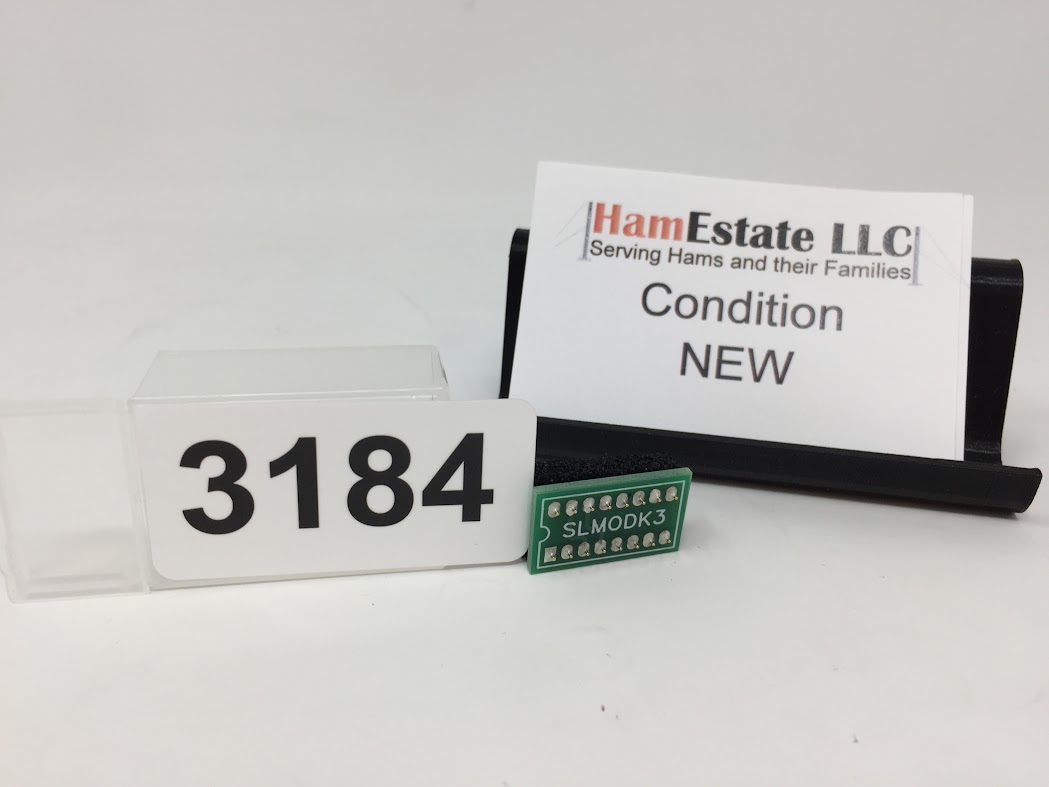 HamEstate LLC
Serving Hams and their Families
Condition
NEW
3184
SLMODK3